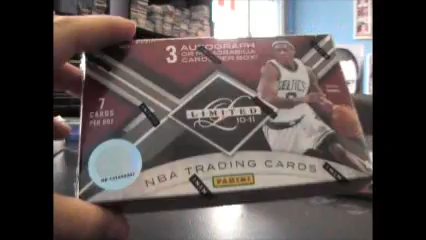 3 AUTOGRAPH
OR MEMORABILIA
CARDS PER BOX!
7
CARDS
PER BOX
LIMITED
10-11
CELTICS
NBA TRADING CARDS
PANINI